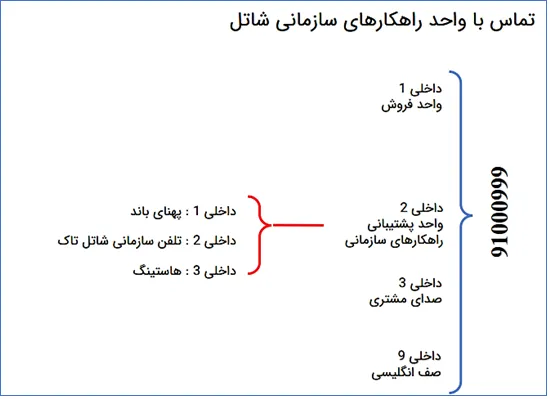 تماس با واحد راهکارهای سازمانی شاتل
91000999
داخلی 1
واحد فروش
داخلی 2
واحد پشتیبانی
راهکارهای سازمانی
داخلی 1 : پهنای باند
داخلی 2 : تلفن سازمانی شاتل تاک
داخلی 3 : هاستینگ
داخلی 3
صدای مشتری
داخلی 9
صف انگلیسی